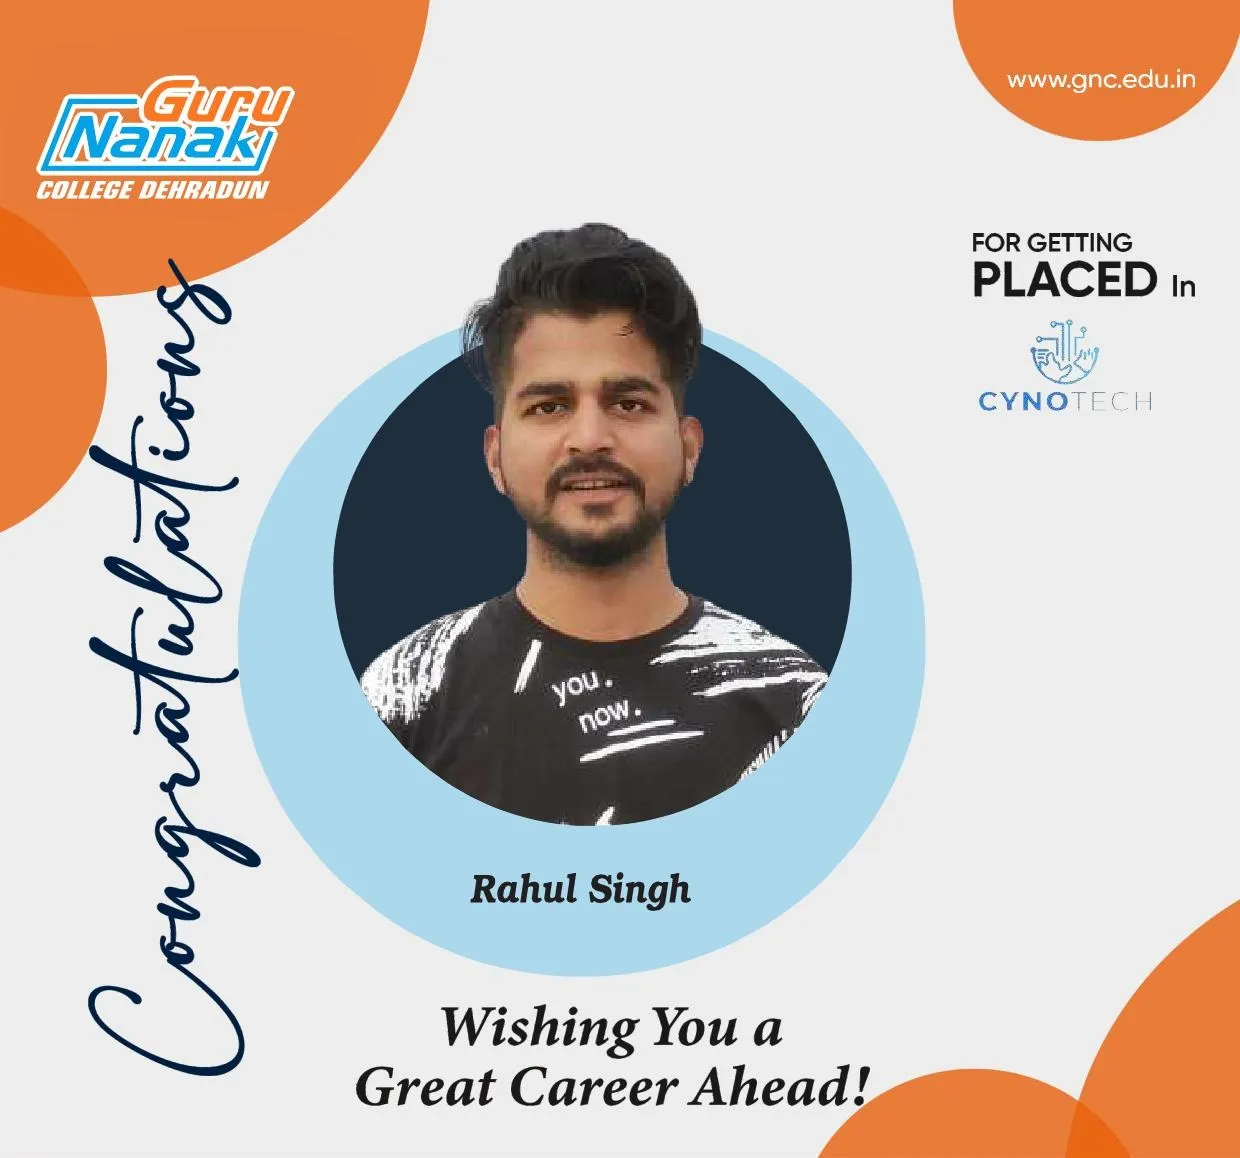 Guru
Nanak
COLLEGE DEHRADUN
www.gnc.edu.in
Congratulations
FOR GETTING
PLACED In
CYNOTECH
you.
now.
Rahul Singh
Wishing You a
Great Career Ahead!